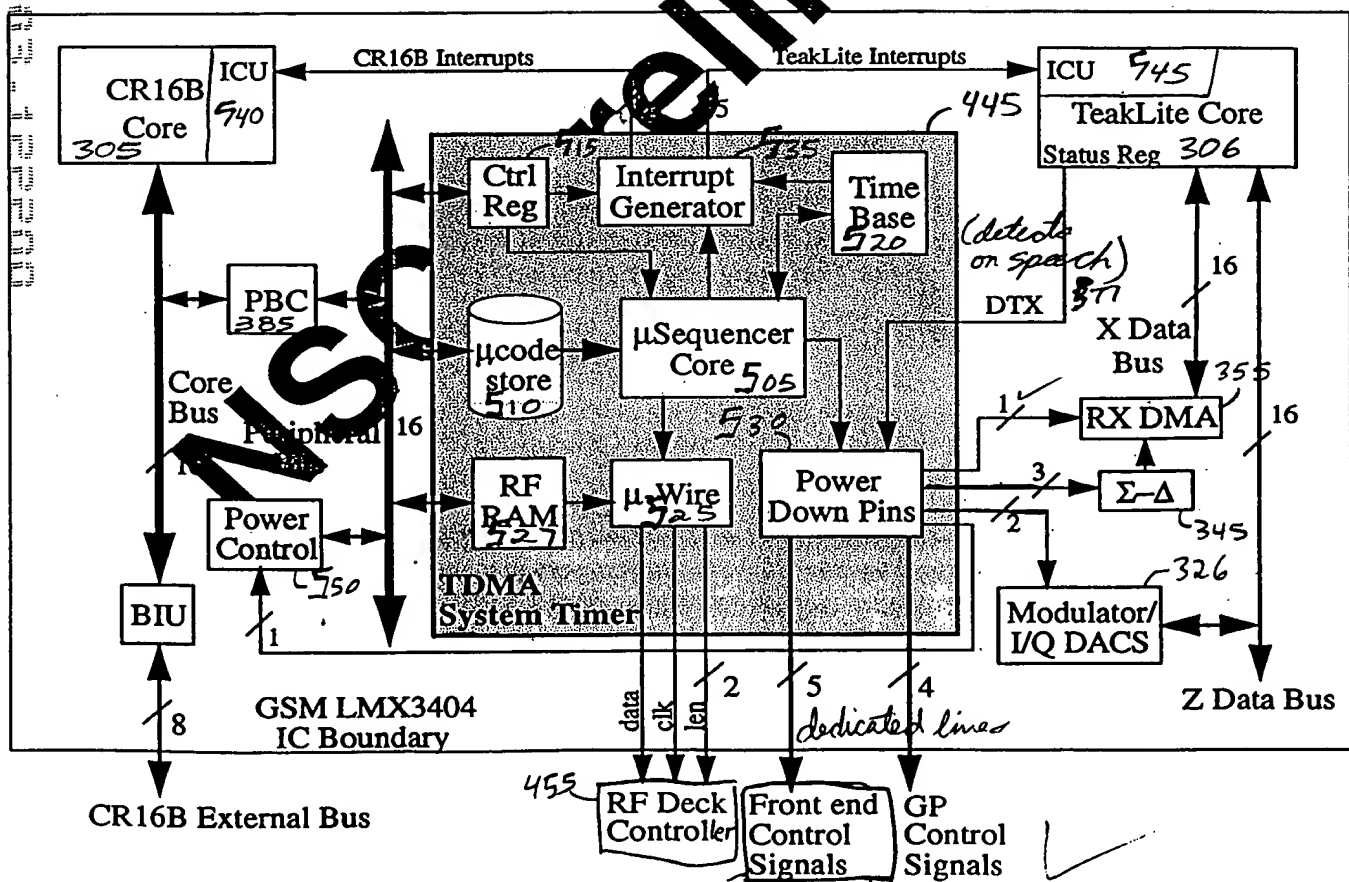 CR16B Interrupts
TeakLite Interrupts
ICU
540
CR16B
Core
305
ICU 545
TeakLite Core
Status Reg 306
5
445
515
535
Ctrl
Reg
Interrupt
Generator
Time
Base
520
(detects
on speech)
DTX
16
X Data
Bus
PBC
385
μcode
store
510
μSequencer
Core 505
Core
Bus
Peripheral
16
530
1
RX DMA
355
16
RF
RAM
527
μ-Wire
525
Power
Down Pins
3
Σ–Δ
345
2
Power
Control
550
TDMA
System Timer
326
Modulator/
I/Q DACS
BIU
1
8
GSM LMX3404
IC Boundary
data
clk
len
2
5
4
dedicated lines
Z Data Bus
CR16B External Bus
455
RF Deck
Controller
Front end
Control
Signals
GP
Control
Signals